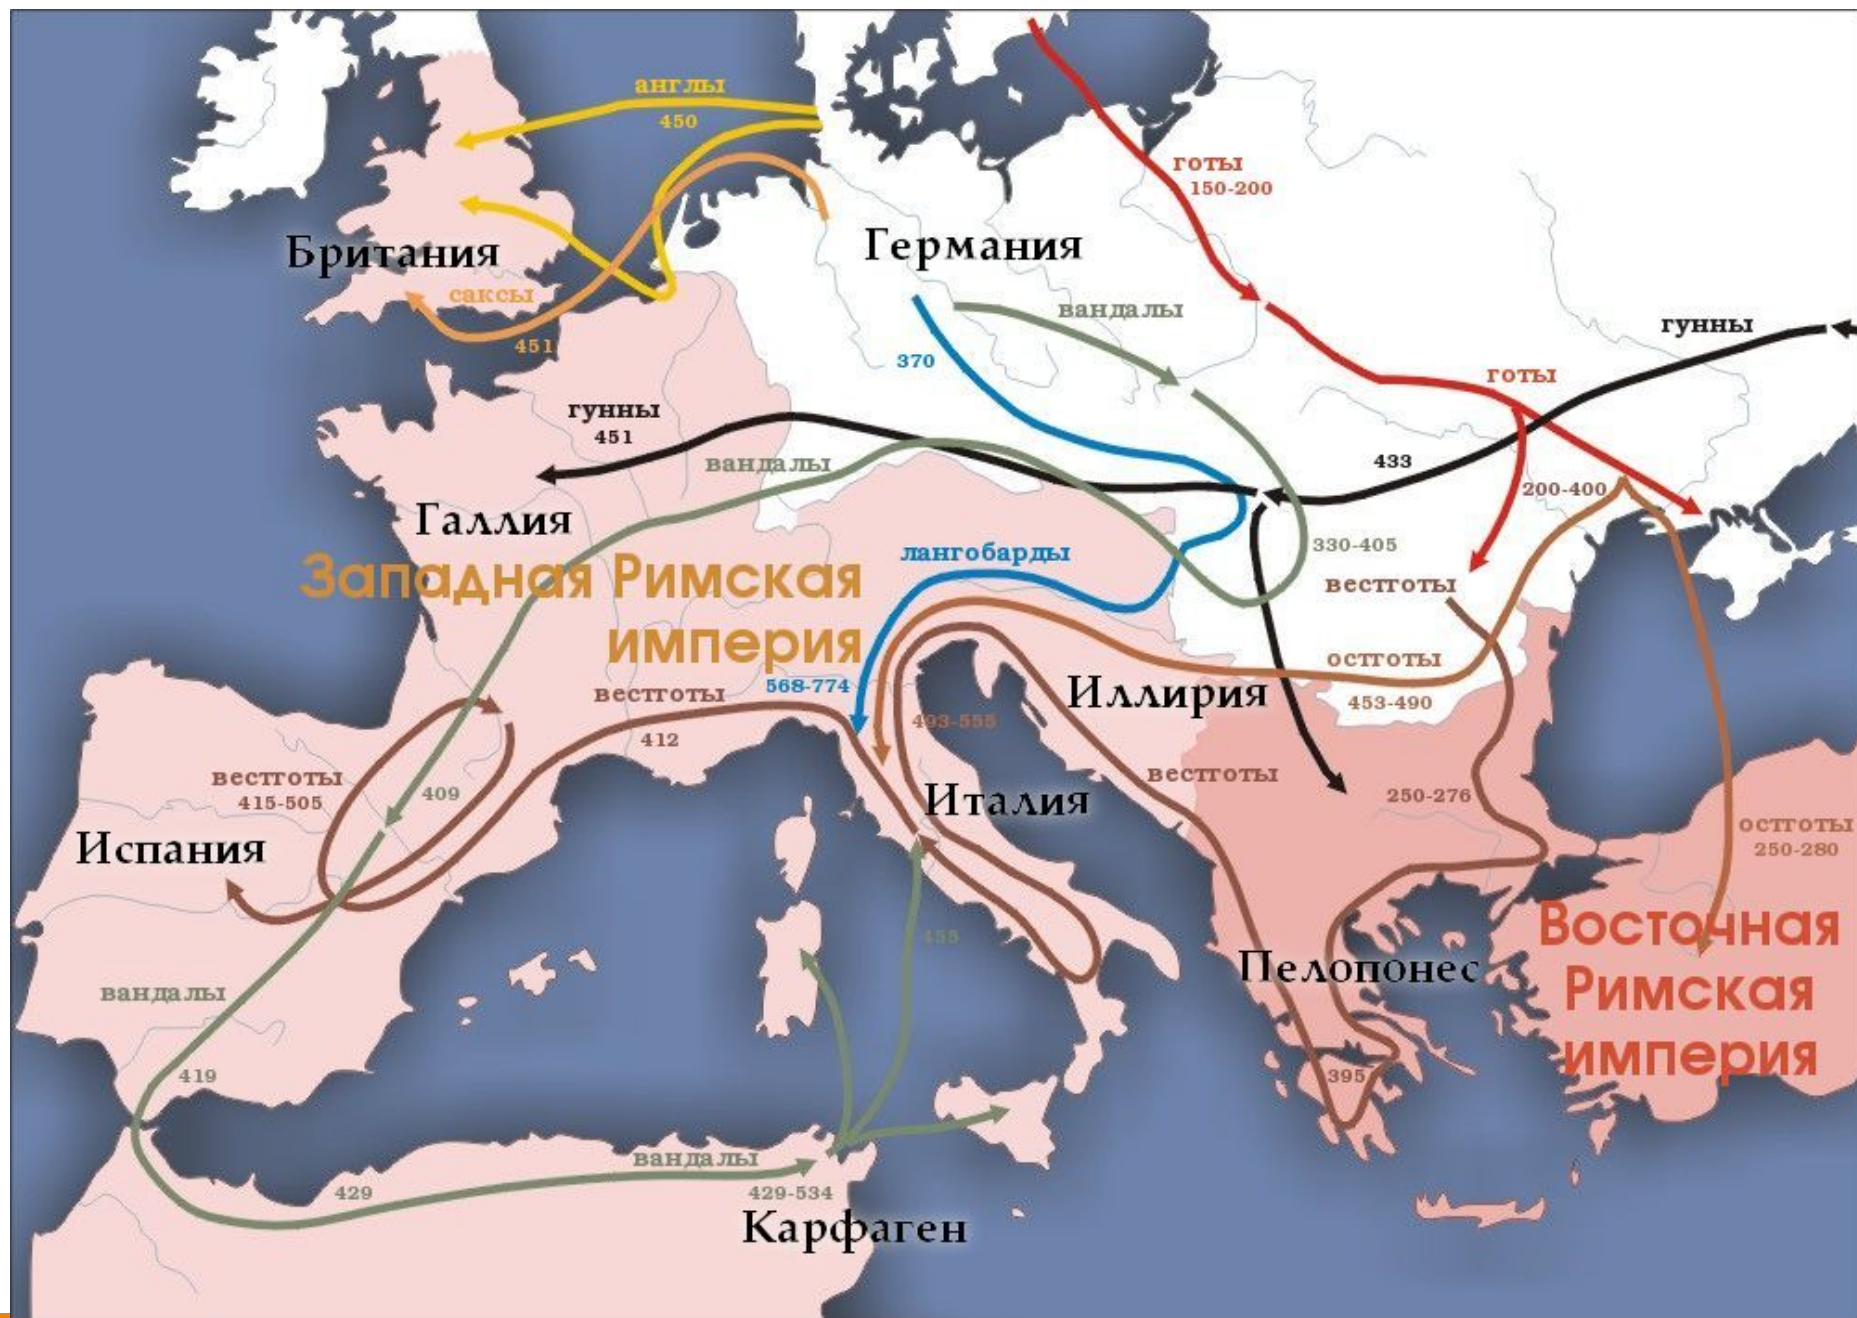 англы
450
готы
150-200
Британия
Германия
саксы
451
вандалы
370
гунны
готы
гунны
451
вандалы
433
200-400
Галлия
330-405
лангобарды
вестготы
Западная Римская
империя
остготы
453-490
568-774
вестготы
412
493-555
Иллирия
вестготы
415-505
409
вестготы
250-276
Италия
остготы
250-280
Испания
455
Пелопонес
Восточная
Римская
империя
вандалы
419
395
вандалы
429
429-534
Карфаген